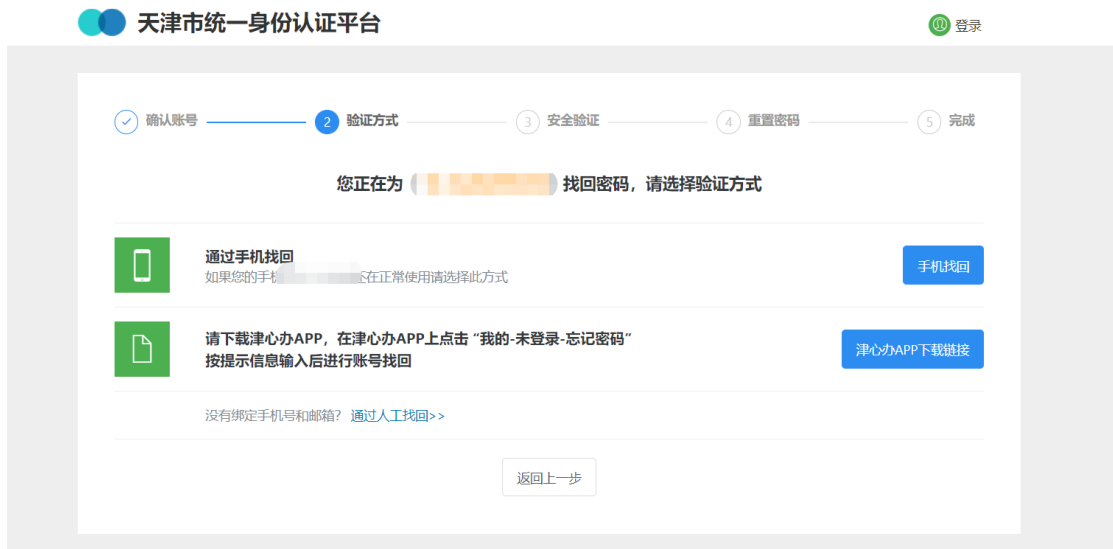 天津市统一身份认证平台
登录
确认账号
2 验证方式
3 安全验证
4 重置密码
5 完成
您正在为 找回密码，请选择验证方式
通过手机找回
如果您的手 在正常使用请选择此方式
手机找回
请下载津心办APP，在津心办APP上点击 “我的-未登录-忘记密码”
按提示信息输入后进行账号找回
津心办APP下载链接
没有绑定手机号和邮箱？ 通过人工找回>>
返回上一步